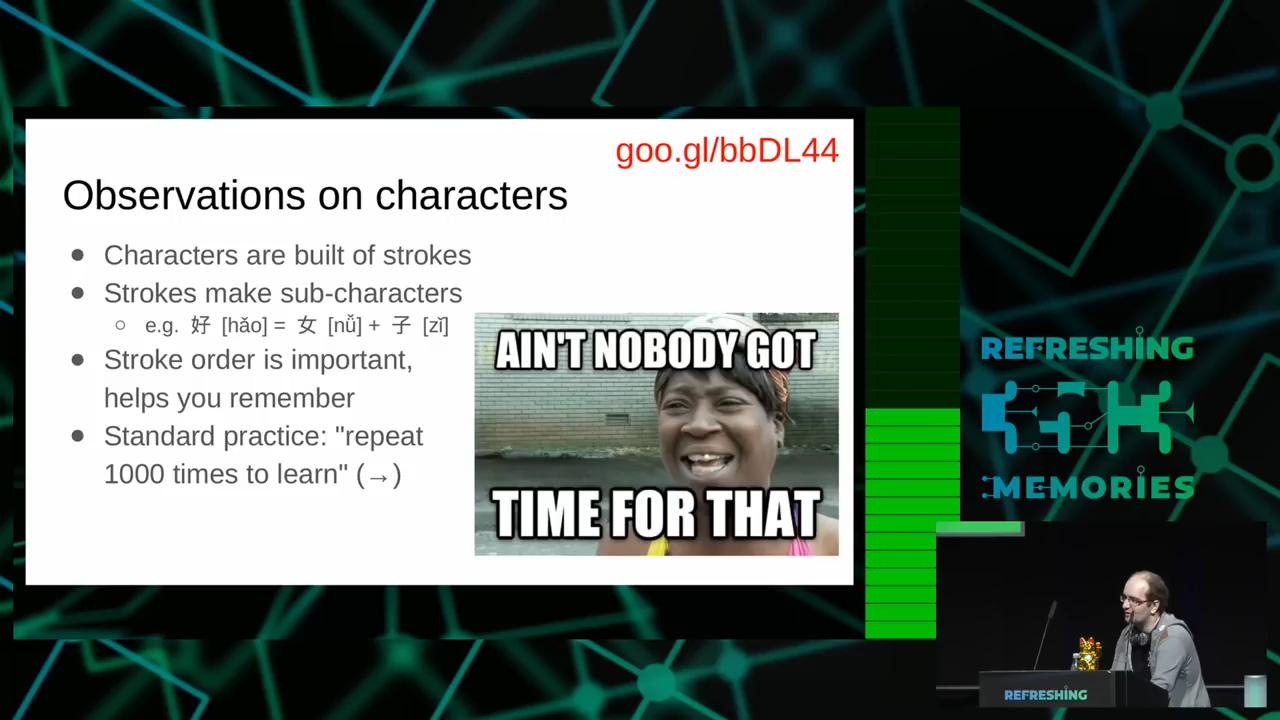 goo.gl/bbDL44
Observations on characters
● Characters are built of strokes
● Strokes make sub-characters
○ e.g. 好 [hǎo] = 女 [nǚ] + 子 [zǐ]
● Stroke order is important,
helps you remember
● Standard practice: "repeat
1000 times to learn" (→)
AIN'T NOBODY GOT
TIME FOR THAT
REFRESHING
MEMORIES
REFRESHING